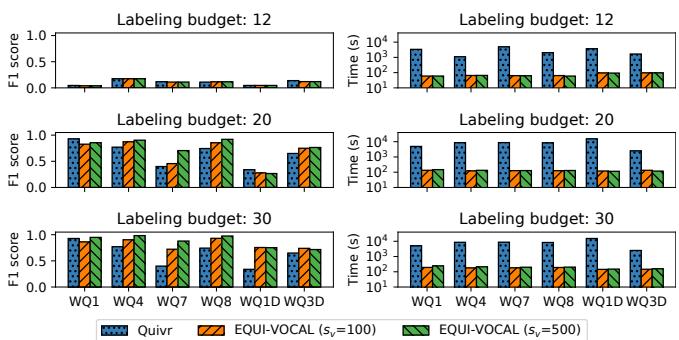 Labeling budget: 12
F1 score
1.0
0.5
0.0
Labeling budget: 12
Time (s)
10⁴
10³
10²
10¹
Labeling budget: 20
F1 score
1.0
0.5
0.0
Labeling budget: 20
Time (s)
10⁴
10³
10²
10¹
Labeling budget: 30
F1 score
1.0
0.5
0.0
WQ1 WQ4 WQ7 WQ8 WQ1D WQ3D
Labeling budget: 30
Time (s)
10⁴
10³
10²
10¹
WQ1 WQ4 WQ7 WQ8 WQ1D WQ3D
Quivr EQUI-VOCAL (sᵥ=100) EQUI-VOCAL (sᵥ=500)